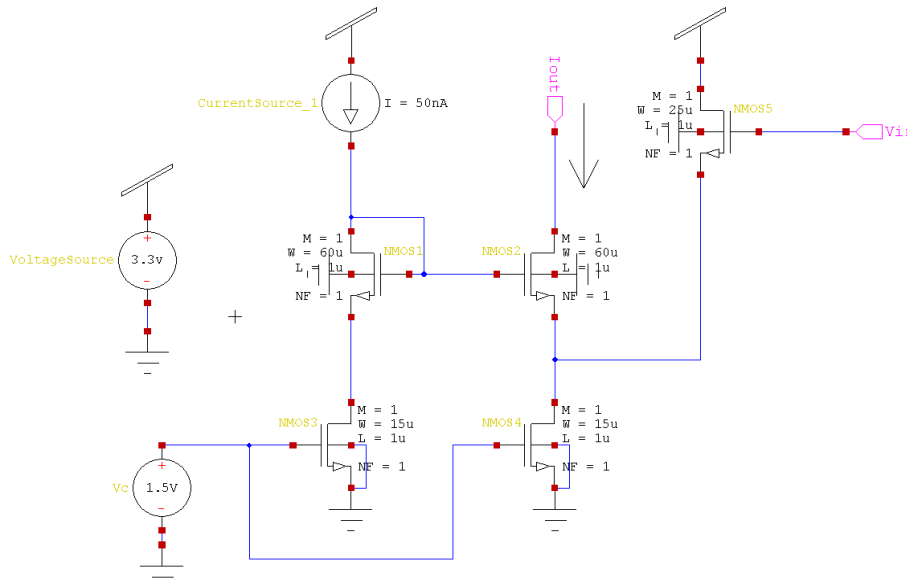 CurrentSource_1
I = 50nA
Iout
M = 1
W = 25u
L = 1u
NF = 1
NMOS5
VoltageSource
+
3.3v
-
M = 1
W = 60u
L = 1u
NF = 1
NMOS1
NMOS2
M = 1
W = 60u
L = 1u
NF = 1
NMOS3
M = 1
W = 15u
L = 1u
NF = 1
NMOS4
M = 1
W = 15u
L = 1u
NF = 1
Vc
+
1.5V
-